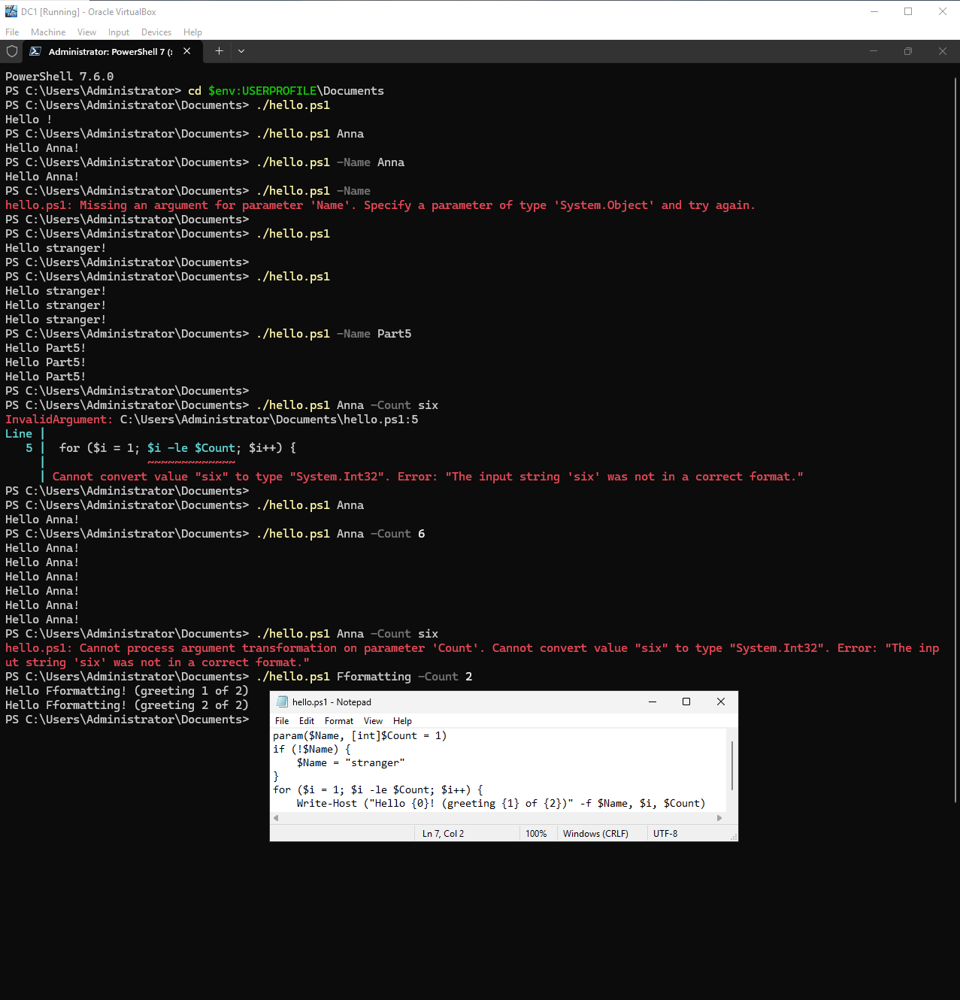 DC1 [Running] - Oracle VirtualBox
File Machine View Input Devices Help
Administrator: PowerShell 7 (
PowerShell 7.6.0
PS C:\Users\Administrator> cd $env:USERPROFILE\Documents
PS C:\Users\Administrator\Documents> ./hello.ps1
Hello !
PS C:\Users\Administrator\Documents> ./hello.ps1 Anna
Hello Anna!
PS C:\Users\Administrator\Documents> ./hello.ps1 -Name Anna
Hello Anna!
PS C:\Users\Administrator\Documents> ./hello.ps1 -Name
hello.ps1: Missing an argument for parameter 'Name'. Specify a parameter of type 'System.Object' and try again.
PS C:\Users\Administrator\Documents>
PS C:\Users\Administrator\Documents> ./hello.ps1
Hello stranger!
PS C:\Users\Administrator\Documents>
PS C:\Users\Administrator\Documents> ./hello.ps1
Hello stranger!
Hello stranger!
Hello stranger!
PS C:\Users\Administrator\Documents> ./hello.ps1 -Name Part5
Hello Part5!
Hello Part5!
Hello Part5!
PS C:\Users\Administrator\Documents>
PS C:\Users\Administrator\Documents> ./hello.ps1 Anna -Count six
InvalidArgument: C:\Users\Administrator\Documents\hello.ps1:5
Line |
5 | for ($i = 1; $i -le $Count; $i++) {
| ~~~~~~~~~~~~~
| Cannot convert value "six" to type "System.Int32". Error: "The input string 'six' was not in a correct format."
PS C:\Users\Administrator\Documents>
PS C:\Users\Administrator\Documents> ./hello.ps1 Anna
Hello Anna!
PS C:\Users\Administrator\Documents> ./hello.ps1 Anna -Count 6
Hello Anna!
Hello Anna!
Hello Anna!
Hello Anna!
Hello Anna!
Hello Anna!
PS C:\Users\Administrator\Documents> ./hello.ps1 Anna -Count six
hello.ps1: Cannot process argument transformation on parameter 'Count'. Cannot convert value "six" to type "System.Int32". Error: "The inp
ut string 'six' was not in a correct format."
PS C:\Users\Administrator\Documents> ./hello.ps1 Fformatting -Count 2
Hello Fformatting! (greeting 1 of 2)
Hello Fformatting! (greeting 2 of 2)
PS C:\Users\Administrator\Documents>
hello.ps1 - Notepad
File Edit Format View Help
param($Name, [int]$Count = 1)
if (!$Name) {
$Name = "stranger"
}
for ($i = 1; $i -le $Count; $i++) {
Write-Host ("Hello {0}! (greeting {1} of {2})" -f $Name, $i, $Count)
Ln 7, Col 2 100% Windows (CRLF) UTF-8